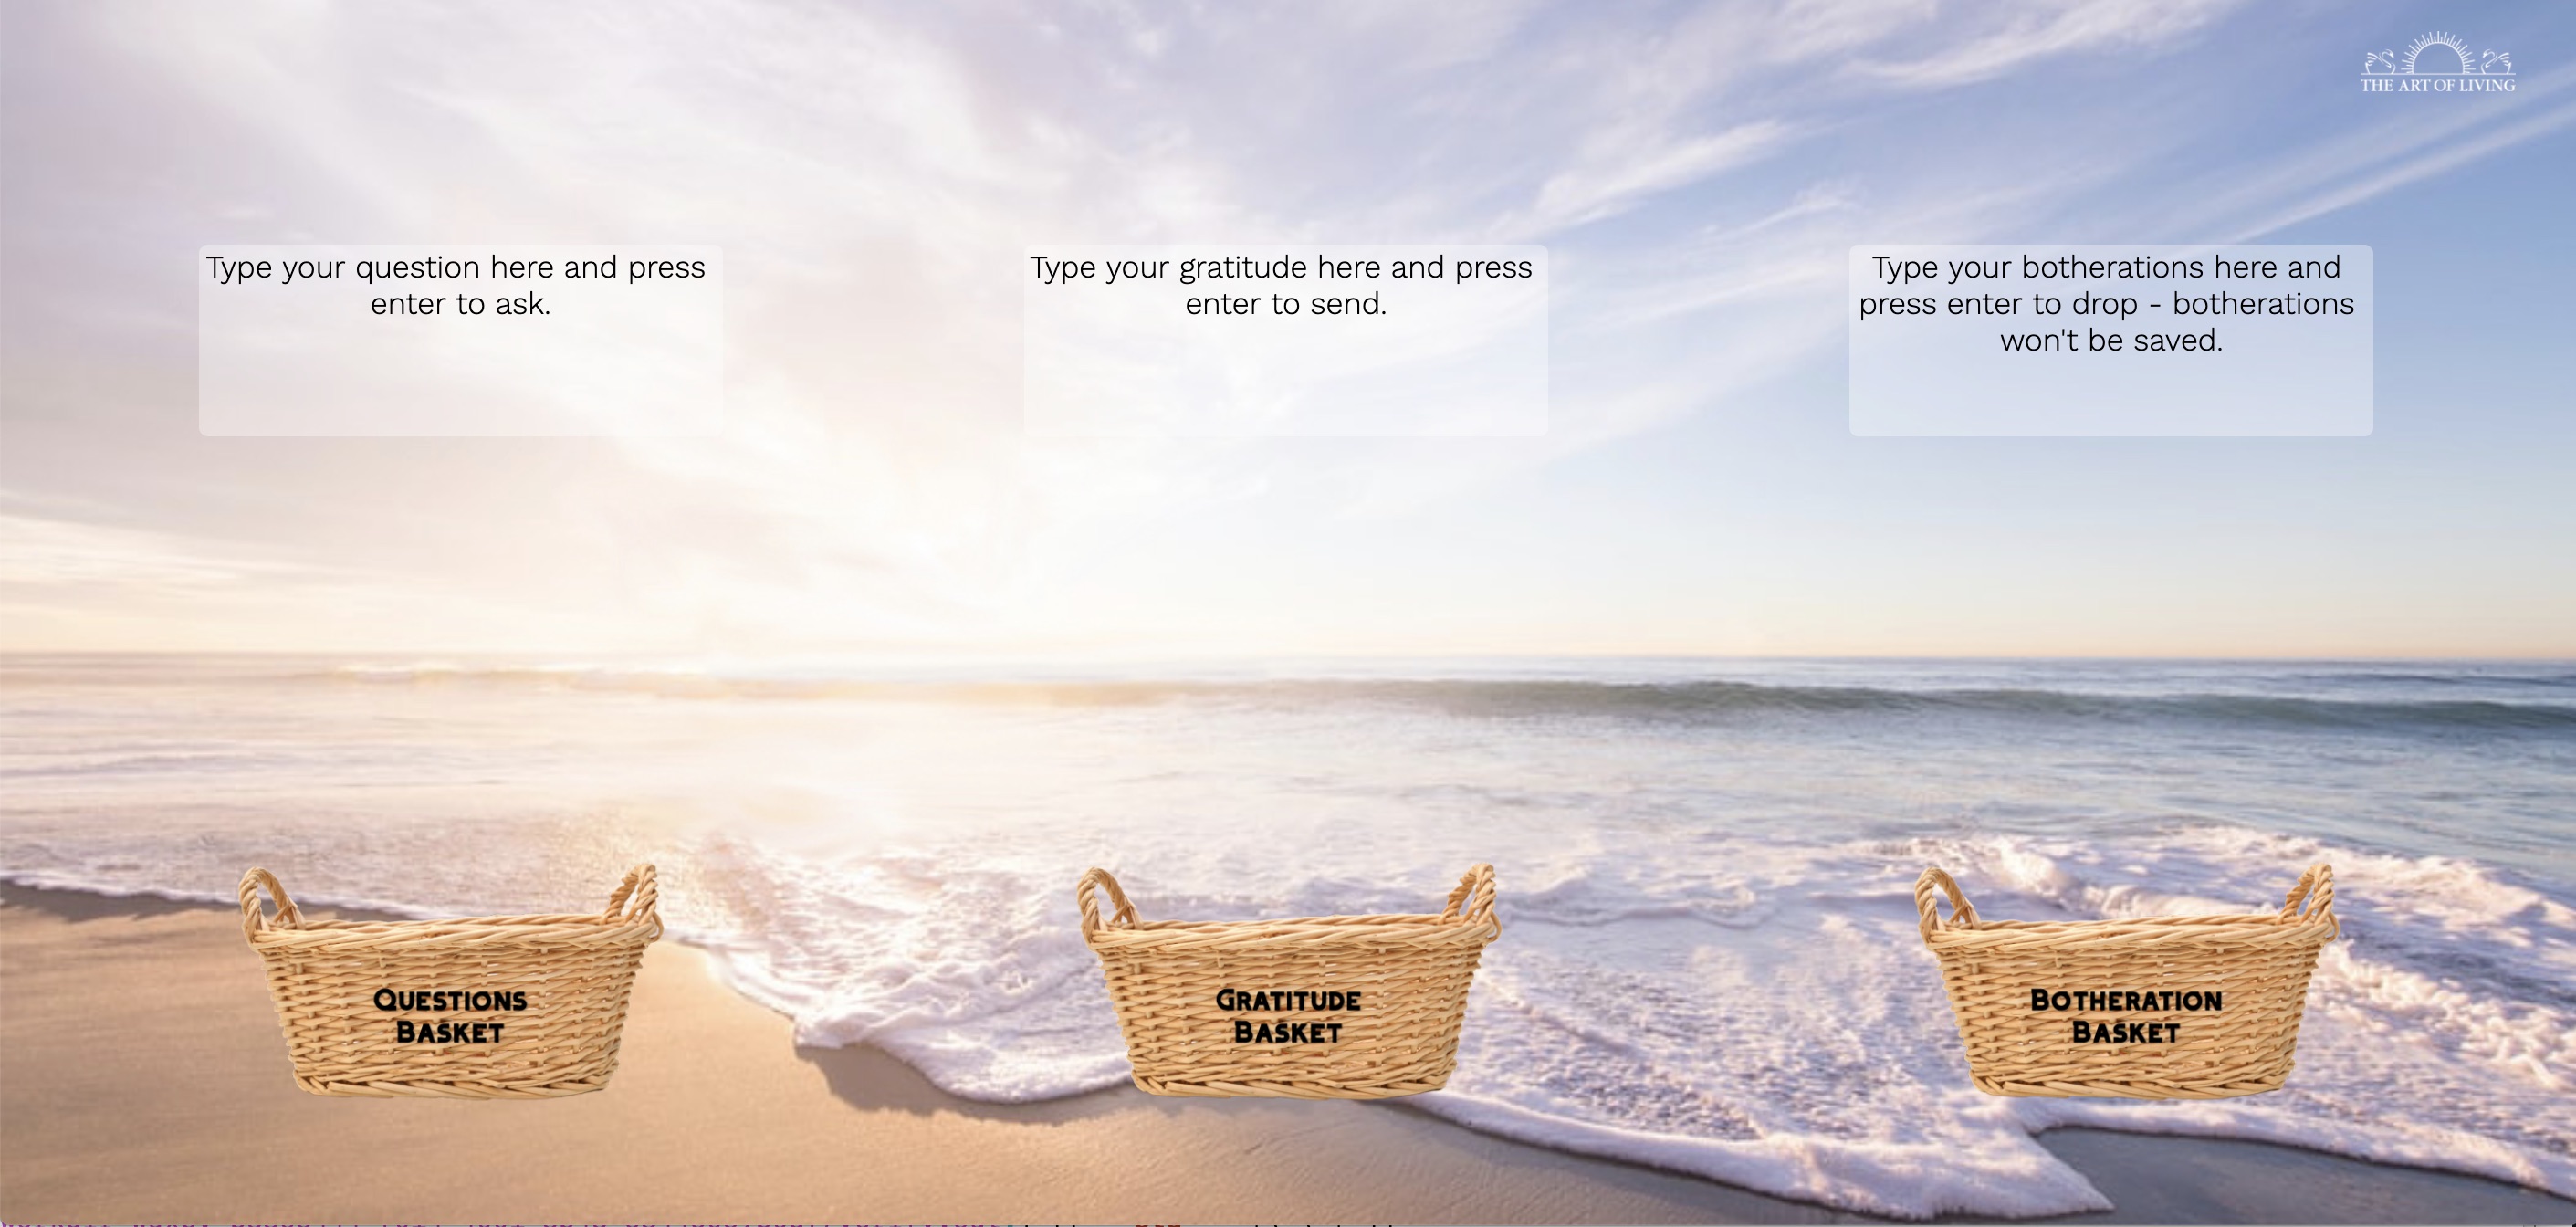 THE ART OF LIVING
Type your question here and press
enter to ask.
Type your gratitude here and press
enter to send.
Type your botherations here and
press enter to drop - botherations
won't be saved.
QUESTIONS
BASKET
GRATITUDE
BASKET
BOTHERATION
BASKET